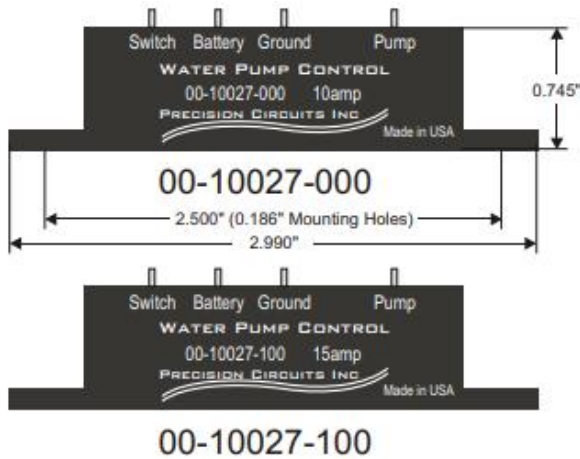 Switch Battery Ground Pump
WATER PUMP CONTROL
00-10027-000 10amp
PRECISION CIRCUITS INC
Made in USA
0.745"
00-10027-000
2.500" (0.186" Mounting Holes)
2.990"
Switch Battery Ground Pump
WATER PUMP CONTROL
00-10027-100 15amp
PRECISION CIRCUITS INC
Made in USA
00-10027-100